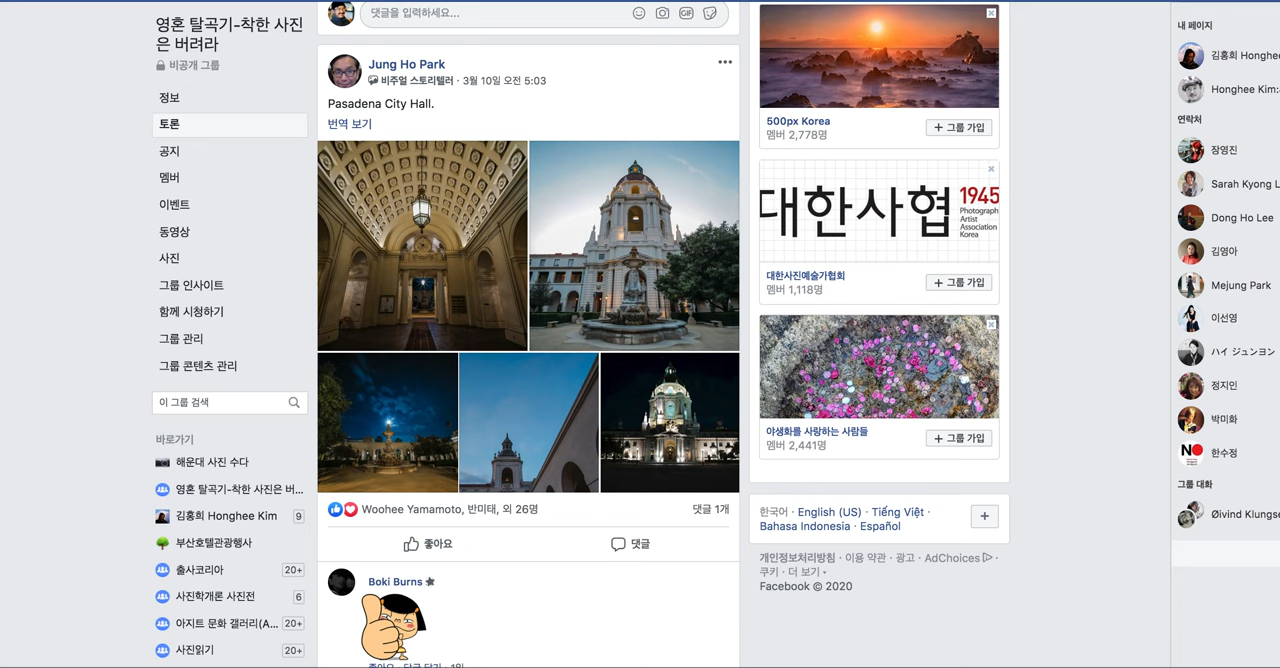 영혼 탈곡기-착한 사진
은 버려라
비공개 그룹
정보
토론
공지
멤버
이벤트
동영상
사진
그룹 인사이트
함께 시청하기
그룹 관리
그룹 콘텐츠 관리
이 그룹 검색
바로가기
해운대 사진 수다
영혼 탈곡기-착한 사진은 버...
김홍희 Honghee Kim 9
부산호텔관광행사
출사코리아 20+
사진학개론 사진전 6
아지트 문화 갤러리(A... 20+
사진읽기 20+
댓글을 입력하세요...
GIF
Jung Ho Park
비주얼 스토리텔러 · 3월 10일 오전 5:03
Pasadena City Hall.
번역 보기
Woohee Yamamoto, 반미태, 외 26명 댓글 1개
좋아요 댓글
Boki Burns
좋아요 · 댓글 달기 · 1일
500px Korea
멤버 2,778명
+ 그룹 가입
대한사협 1945
Photograph
Artist
Association
Korea
대한사진예술가협회
멤버 1,118명
+ 그룹 가입
야생화를 사랑하는 사람들
멤버 2,441명
+ 그룹 가입
한국어 · English (US) · Tiếng Việt ·
Bahasa Indonesia · Español
+
개인정보처리방침 · 이용 약관 · 광고 · AdChoices ·
쿠키 · 더 보기
Facebook © 2020
내 페이지
김홍희 Honghee
Honghee Kim:
연락처
장영진
Sarah Kyong L
Dong Ho Lee
김영아
Mejung Park
이선영
ハイ ジュンヨン
정지인
박미화
NO
한수정
그룹 대화
Øivind Klungse